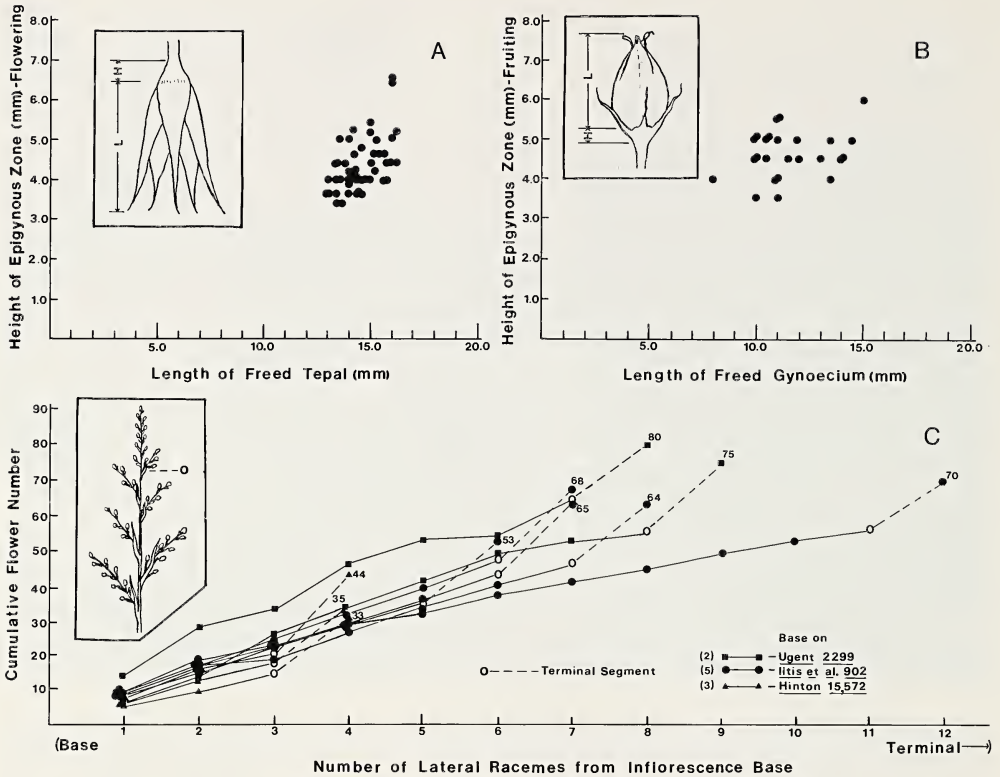 A
Height of Epigynous Zone (mm)-Flowering
8.0
7.0
6.0
5.0
4.0
3.0
2.0
1.0
H
L
5.0
10.0
15.0
20.0
Length of Freed Tepal (mm)
B
Height of Epigynous Zone (mm)-Fruiting
8.0
7.0
6.0
5.0
4.0
3.0
2.0
1.0
L
H
5.0
10.0
15.0
20.0
Length of Freed Gynoecium (mm)
C
Cumulative Flower Number
90
80
70
60
50
40
30
20
10
O
80
75
70
68
65
64
53
44
35
33
O---- Terminal Segment
Base on
(2) Ugent 2299
(5) Iltis et al. 902
(3) Hinton 15,572
1 2 3 4 5 6 7 8 9 10 11 12
(Base
Terminal→)
Number of Lateral Racemes from Inflorescence Base